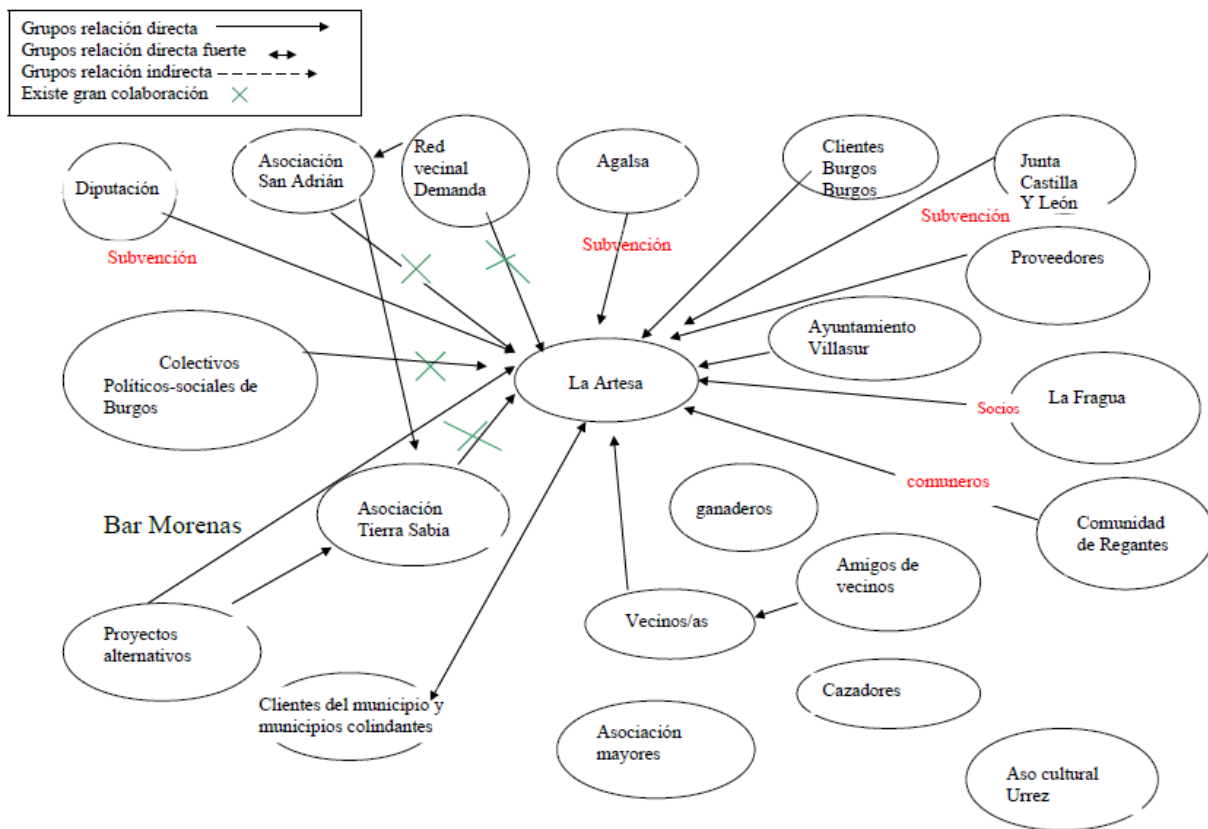 Grupos relación directa
Grupos relación directa fuerte
Grupos relación indirecta
Existe gran colaboración
Diputación
Asociación
San Adrián
Red
vecinal
Demanda
Agalsa
Clientes
Burgos
Burgos
Junta
Castilla
Y León
Subvención
Subvención
Subvención
Proveedores
Ayuntamiento
Villasur
Colectivos
Políticos-sociales de
Burgos
La Artesa
Socios
La Fragua
comuneros
Bar Morenas
Asociación
Tierra Sabia
ganaderos
Comunidad
de Regantes
Amigos de
vecinos
Vecinos/as
Proyectos
alternativos
Clientes del municipio y
municipios colindantes
Cazadores
Asociación
mayores
Aso cultural
Urrez